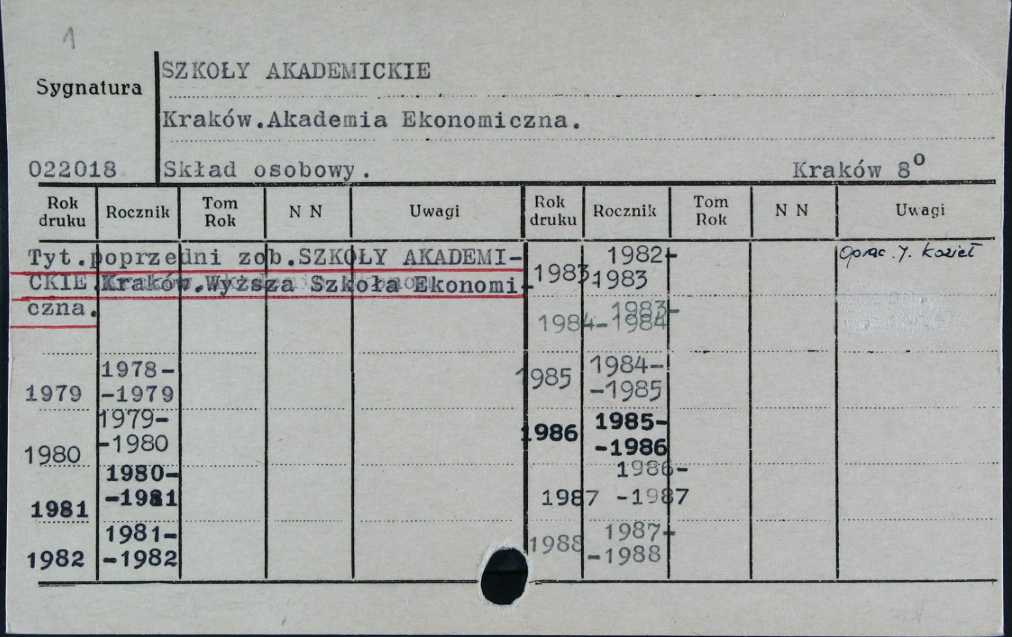 1
SZKOŁY AKADEMICKIE
Sygnatura
Kraków.Akademia Ekonomiczna.
022018 Skład osobowy. Kraków 8°
Rok druku Rocznik Tom Rok N N Uwagi Rok druku Rocznik Tom Rok N N Uwagi
Tyt.poprzedni zob.SZKOŁY AKADEMI-
CKIE.Kraków.Wyższa Szkoła Ekonomi-
czna.
1979 1978-
-1979
1980 1979-
-1980
1981 1980-
-1981
1982 1981-
-1982
1983 1982-
-1983
1984 1983-
-1984
1985 1984-
-1985
1986 1985-
-1986
1987 1986-
-1987
1988 1987-
-1988
Oprac. J. Kozieł